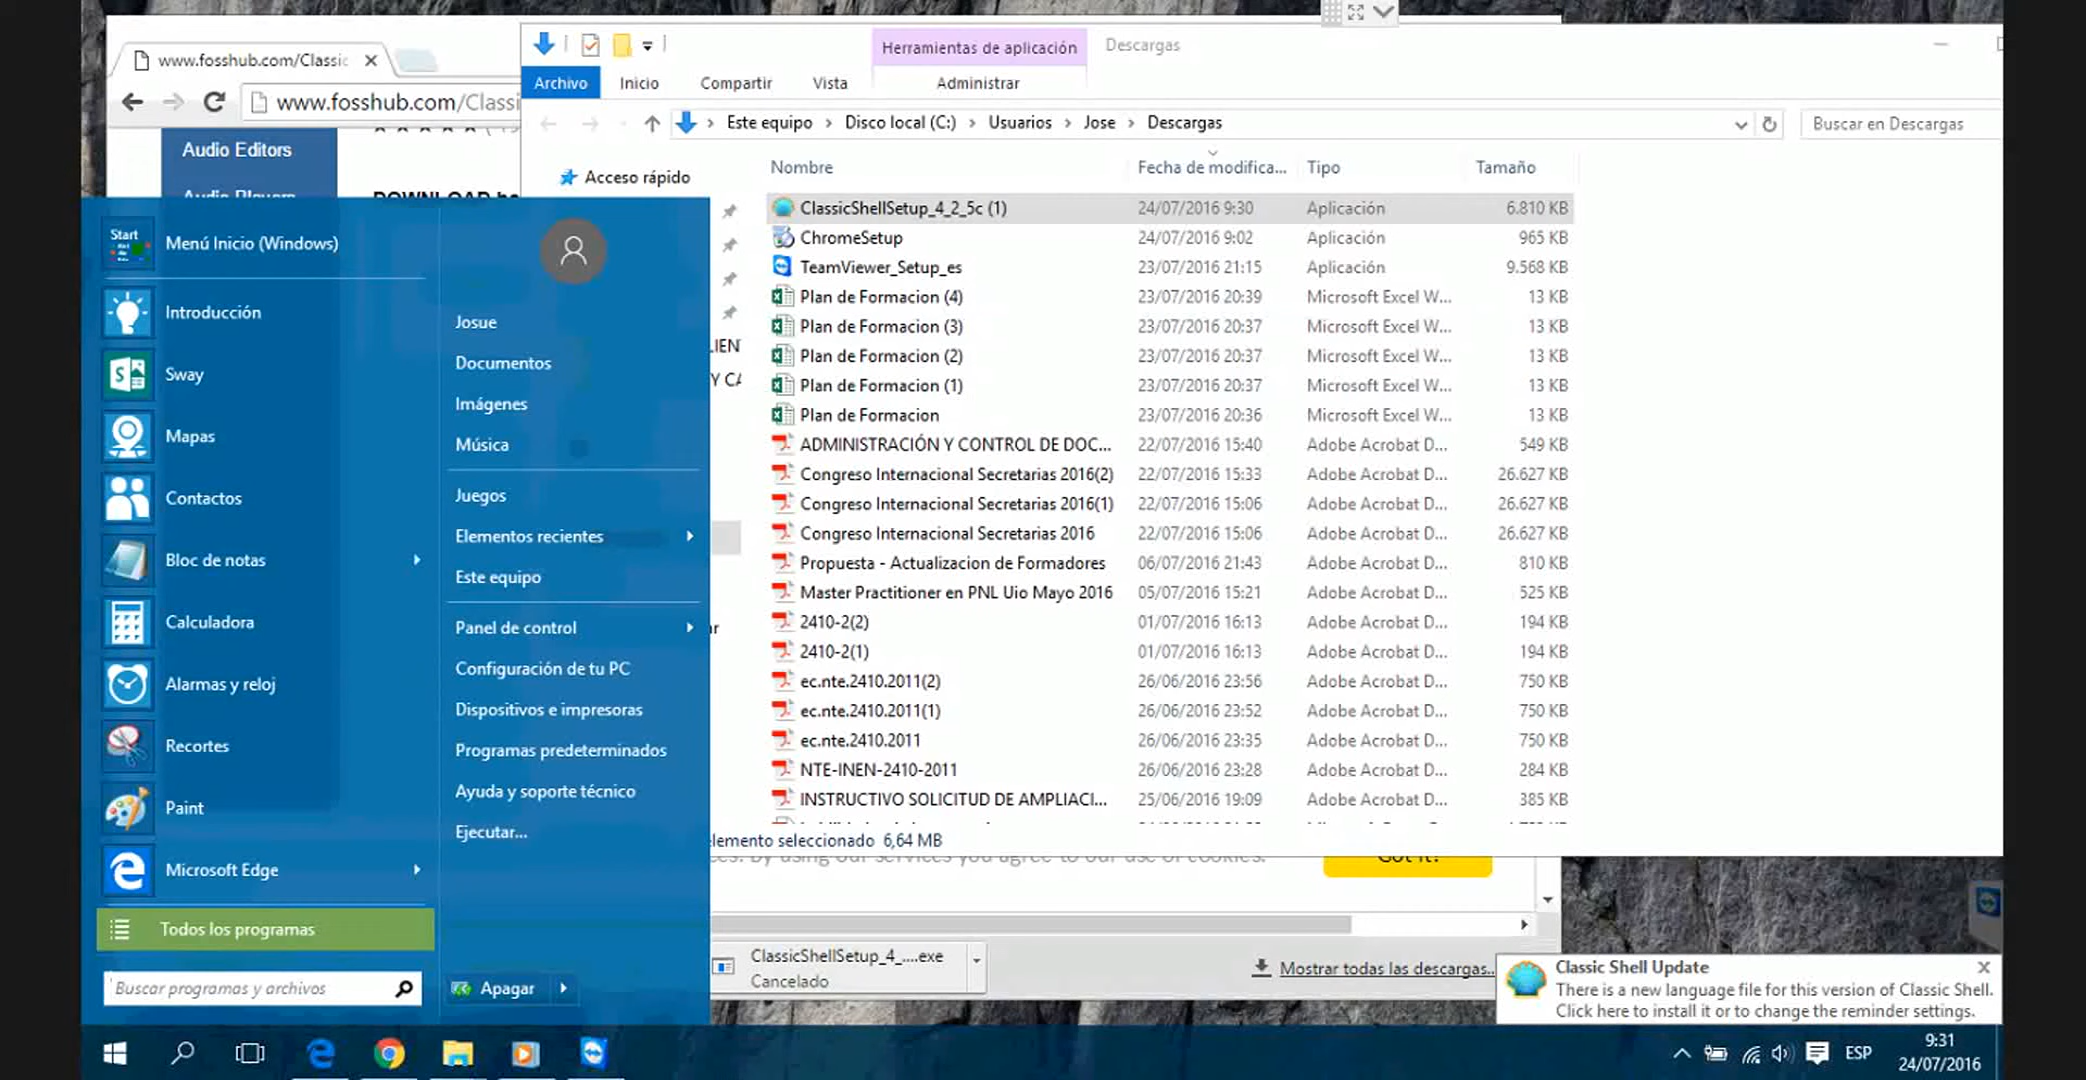 www.fosshub.com/Classic
www.fosshub.com/Classi
Audio Editors
Audio Players
Herramientas de aplicación
Descargas
Archivo
Inicio
Compartir
Vista
Administrar
Este equipo > Disco local (C:) > Usuarios > Jose > Descargas
Buscar en Descargas
Acceso rápido
Nombre
Fecha de modifica...
Tipo
Tamaño
ClassicShellSetup_4_2_5c (1) 24/07/2016 9:30 Aplicación 6.810 KB
ChromeSetup 24/07/2016 9:02 Aplicación 965 KB
TeamViewer_Setup_es 23/07/2016 21:15 Aplicación 9.568 KB
Plan de Formacion (4) 23/07/2016 20:39 Microsoft Excel W... 13 KB
Plan de Formacion (3) 23/07/2016 20:37 Microsoft Excel W... 13 KB
Plan de Formacion (2) 23/07/2016 20:37 Microsoft Excel W... 13 KB
Plan de Formacion (1) 23/07/2016 20:37 Microsoft Excel W... 13 KB
Plan de Formacion 23/07/2016 20:36 Microsoft Excel W... 13 KB
ADMINISTRACIÓN Y CONTROL DE DOC... 22/07/2016 15:40 Adobe Acrobat D... 549 KB
Congreso Internacional Secretarias 2016(2) 22/07/2016 15:33 Adobe Acrobat D... 26.627 KB
Congreso Internacional Secretarias 2016(1) 22/07/2016 15:06 Adobe Acrobat D... 26.627 KB
Congreso Internacional Secretarias 2016 22/07/2016 15:06 Adobe Acrobat D... 26.627 KB
Propuesta - Actualizacion de Formadores 06/07/2016 21:43 Adobe Acrobat D... 810 KB
Master Practitioner en PNL Uio Mayo 2016 05/07/2016 15:21 Adobe Acrobat D... 525 KB
2410-2(2) 01/07/2016 16:13 Adobe Acrobat D... 194 KB
2410-2(1) 01/07/2016 16:13 Adobe Acrobat D... 194 KB
ec.nte.2410.2011(2) 26/06/2016 23:56 Adobe Acrobat D... 750 KB
ec.nte.2410.2011(1) 26/06/2016 23:52 Adobe Acrobat D... 750 KB
ec.nte.2410.2011 26/06/2016 23:35 Adobe Acrobat D... 750 KB
NTE-INEN-2410-2011 26/06/2016 23:28 Adobe Acrobat D... 284 KB
INSTRUCTIVO SOLICITUD DE AMPLIACI... 25/06/2016 19:09 Adobe Acrobat D... 385 KB
lemento seleccionado 6,64 MB
by using our services you agree to our use of cookies.
Got it!
Start
Menú Inicio (Windows)
Introducción
Sway
Mapas
Contactos
Bloc de notas
Calculadora
Alarmas y reloj
Recortes
Paint
Microsoft Edge
Todos los programas
Buscar programas y archivos
Josue
Documentos
Imágenes
Música
Juegos
Elementos recientes
Este equipo
Panel de control
Configuración de tu PC
Dispositivos e impresoras
Programas predeterminados
Ayuda y soporte técnico
Ejecutar...
Apagar
ClassicShellSetup_4_....exe
Cancelado
Mostrar todas las descargas...
Classic Shell Update
There is a new language file for this version of Classic Shell.
Click here to install it or to change the reminder settings.
ESP
9:31
24/07/2016